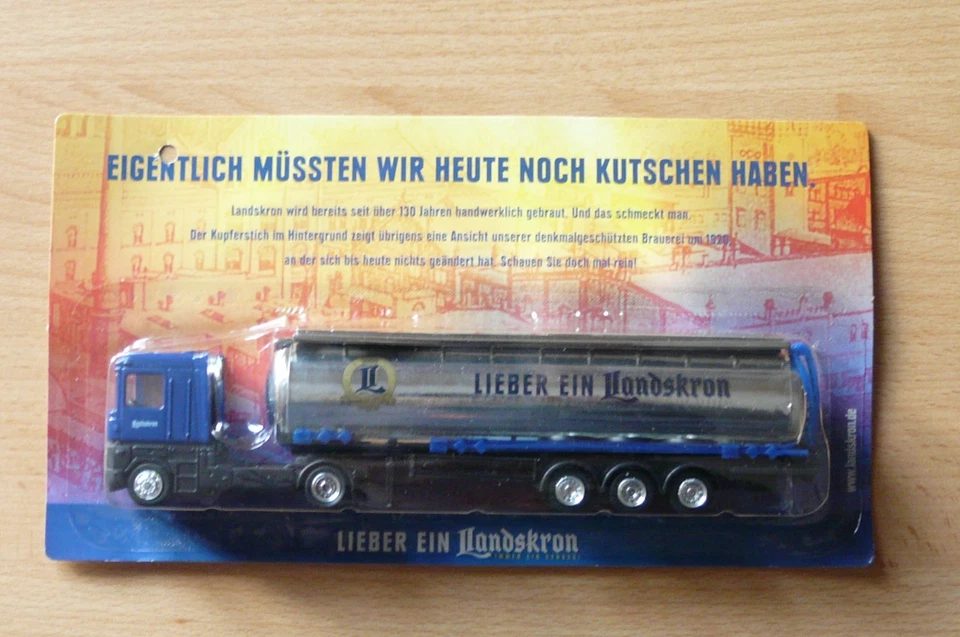 EIGENTLICH MÜSSTEN WIR HEUTE NOCH KUTSCHEN HABEN.
Landskron wird bereits seit über 130 Jahren handwerklich gebraut. Und das schmeckt man.
Der Kupferstich im Hintergrund zeigt übrigens eine Ansicht unserer denkmalgeschützten Brauerei um 1920,
an der sich bis heute nichts geändert hat. Schauen Sie doch mal rein!
L
LIEBER EIN Landskron
Landskron
www.landskron.de
LIEBER EIN Landskron